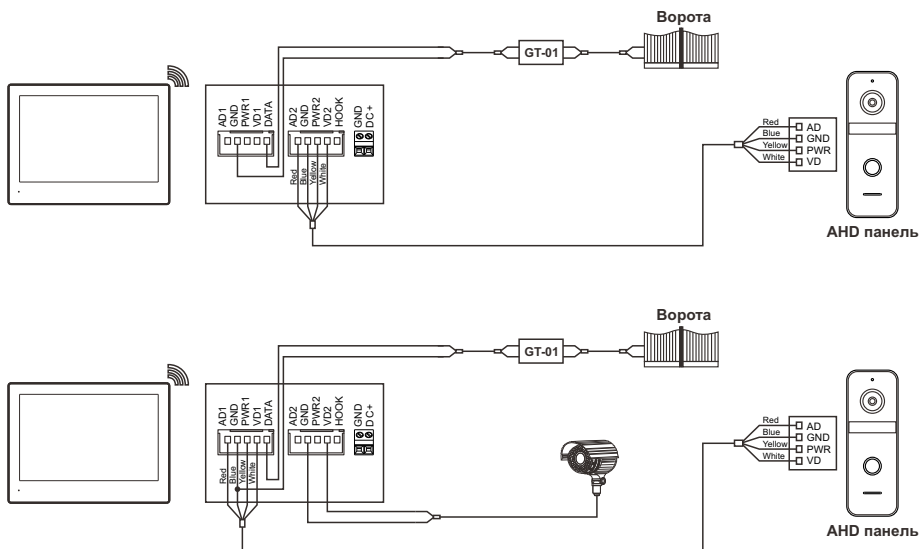 Ворота
GT-01
AD1
GND
PWR1
VD1
DATA
AD2
GND
PWR2
VD2
HOOK
GND
DC+
Red
Blue
Yellow
White
Red
Blue
Yellow
White
AD
GND
PWR
VD
AHD панель
Ворота
GT-01
AD1
GND
PWR1
VD1
DATA
AD2
GND
PWR2
VD2
HOOK
GND
DC+
Red
Blue
Yellow
White
Red
Blue
Yellow
White
AD
GND
PWR
VD
AHD панель